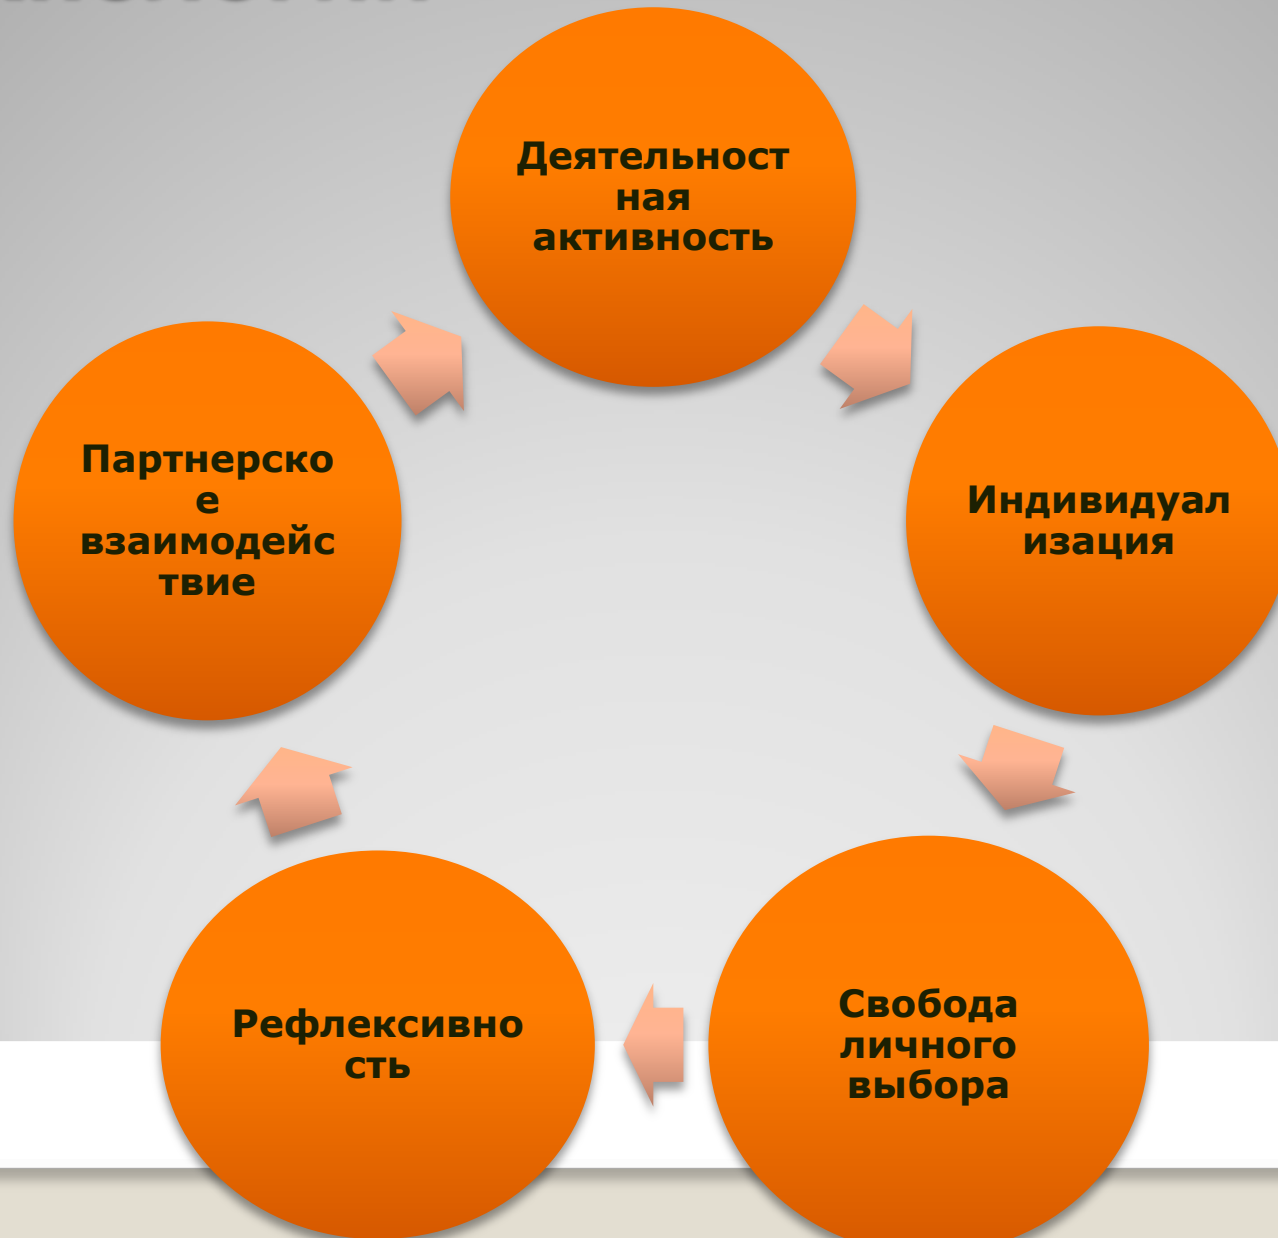 Деятельност
ная
активность
Индивидуал
изация
Свобода
личного
выбора
Рефлексивно
сть
Партнерско
е
взаимодейс
твие